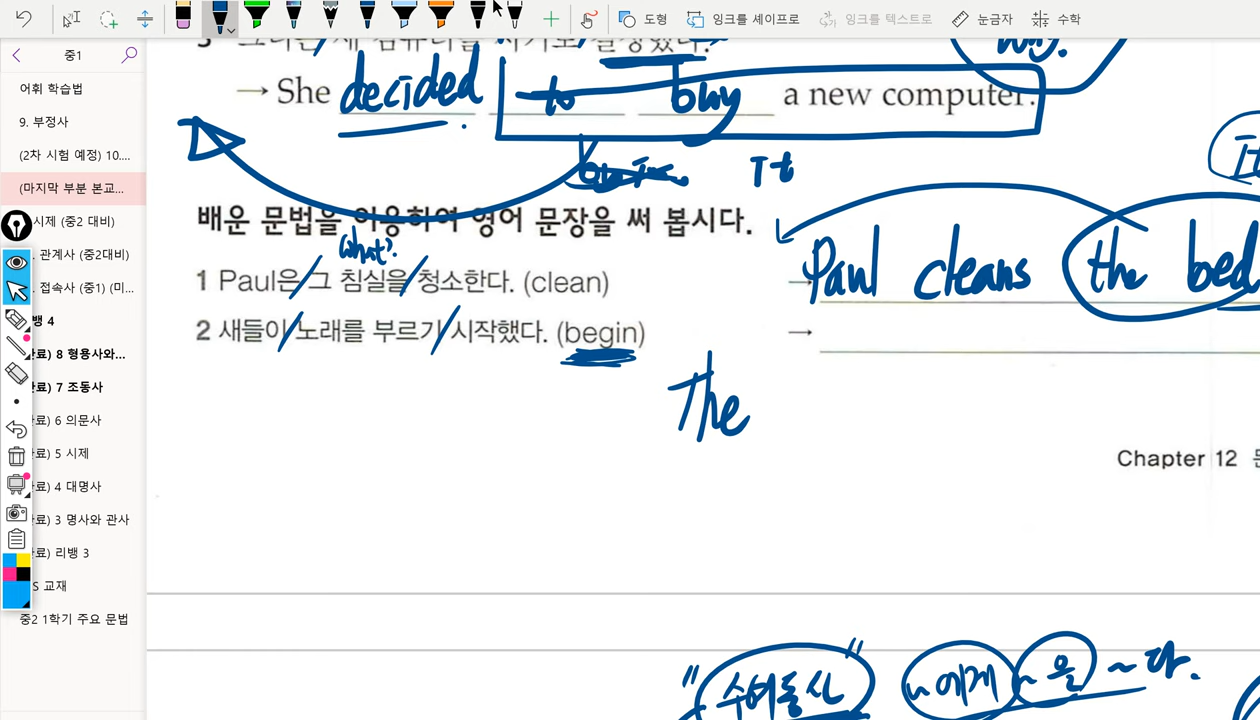 도형 잉크를 셰이프로 잉크를 텍스트로 눈금자 수학
중1
어휘 학습법
9. 부정사
(2차 시험 예정) 10....
(마지막 부분 본교...
시제 (중2 대비)
관계사 (중2대비)
접속사 (중1) (미...
뱅 4
료) 8 형용사와...
료) 7 조동사
료) 6 의문사
료) 5 시제
료) 4 대명사
료) 3 명사와 관사
료) 리뱅 3
S 교재
중2 1학기 주요 문법
→ She decided to buy a new computer.
It
배운 문법을 이용하여 영어 문장을 써 봅시다.
what?
1 Paul은 / 그 침실을 / 청소한다. (clean) → Paul cleans the bed
2 새들이 / 노래를 부르기 / 시작했다. (begin) →
The
Chapter 12
"수여동사" ~에게 ~을 ~다.